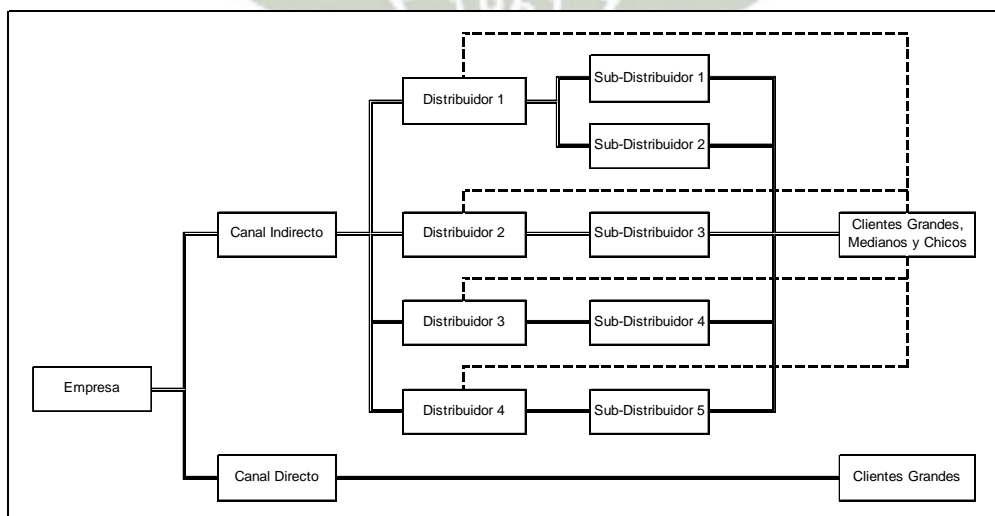 Sub-Distribuidor 1
Distribuidor 1
Sub-Distribuidor 2
Canal Indirecto
Distribuidor 2
Sub-Distribuidor 3
Clientes Grandes,
Medianos y Chicos
Distribuidor 3
Sub-Distribuidor 4
Empresa
Distribuidor 4
Sub-Distribuidor 5
Canal Directo
Clientes Grandes